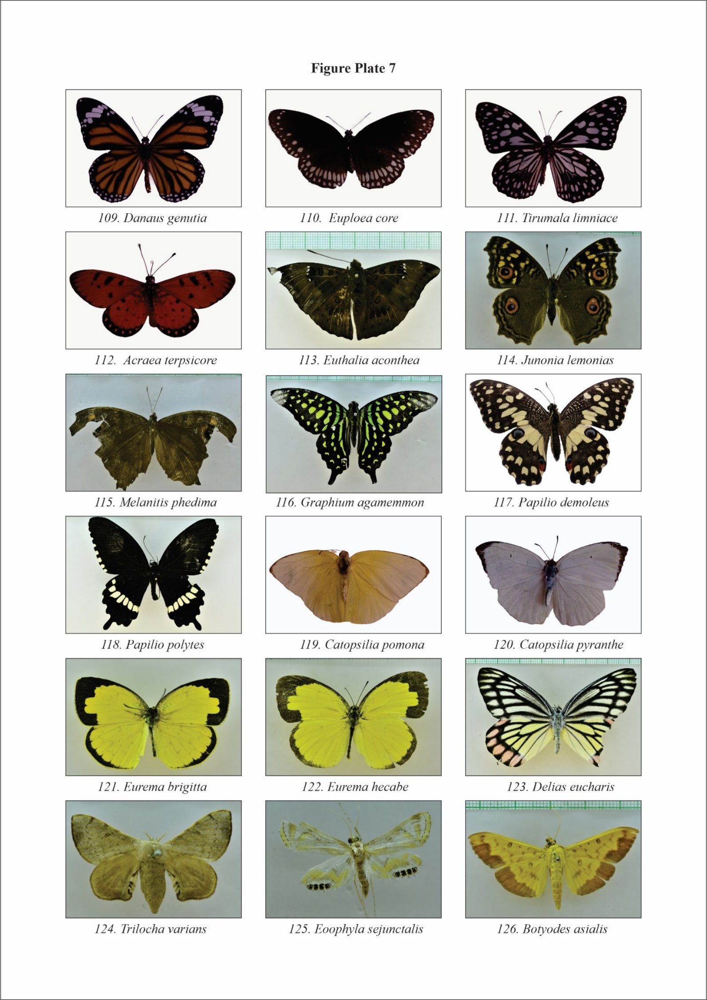 Figure Plate 7
109. Danaus genutia
110. Euploea core
111. Tirumala limniace
112. Acraea terpsicore
113. Euthalia aconthea
114. Junonia lemonias
115. Melanitis phedima
116. Graphium agamemmon
117. Papilio demoleus
118. Papilio polytes
119. Catopsilia pomona
120. Catopsilia pyranthe
121. Eurema brigitta
122. Eurema hecabe
123. Delias eucharis
124. Trilocha varians
125. Eoophyla sejunctalis
126. Botyodes asialis